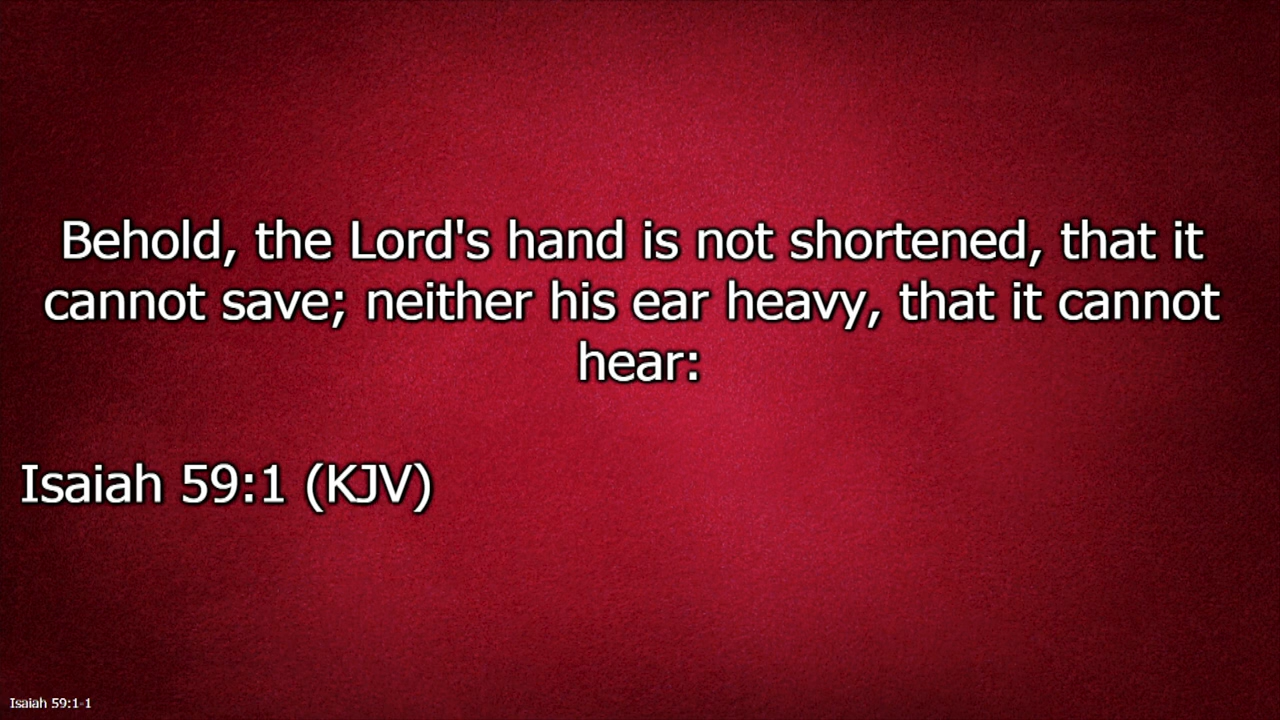 Behold, the Lord's hand is not shortened, that it
cannot save; neither his ear heavy, that it cannot
hear:
Isaiah 59:1 (KJV)
Isaiah 59:1-1